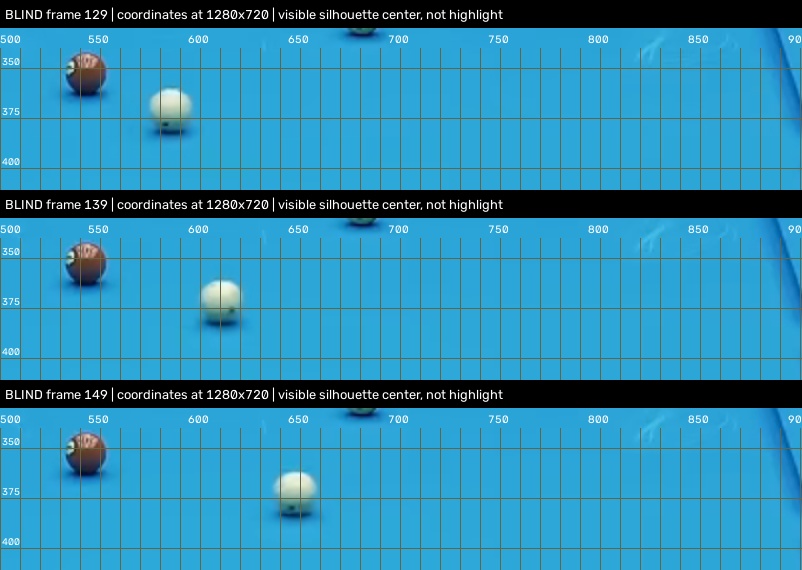 BLIND frame 129 | coordinates at 1280x720 | visible silhouette center, not highlight
500 550 600 650 700 750 800 850 90
350
375
400
BLIND frame 139 | coordinates at 1280x720 | visible silhouette center, not highlight
500 550 600 650 700 750 800 850 90
350
375
400
BLIND frame 149 | coordinates at 1280x720 | visible silhouette center, not highlight
500 550 600 650 700 750 800 850 90
350
375
400